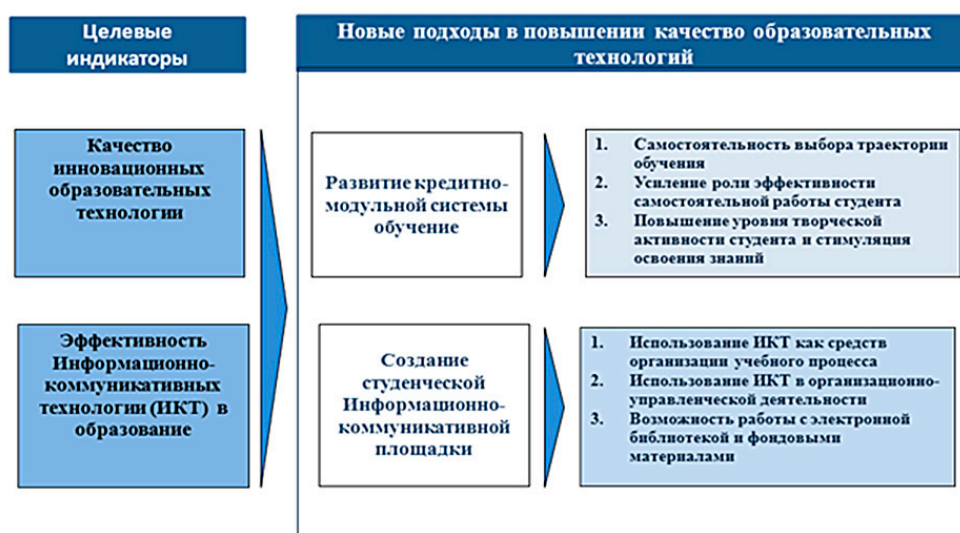 Целевые
индикаторы
Новые подходы в повышении качество образовательных
технологий
Качество
инновационных
образовательных
технологии
Развитие кредитно-
модульной системы
обучение
1. Самостоятельность выбора траектории
обучения
2. Усиление роли эффективности
самостоятельной работы студента
3. Повышение уровня творческой
активности студента и стимуляция
освоения знаний
Эффективность
Информационно-
коммуникативных
технологии (ИКТ) в
образование
Создание
студенческой
Информационно-
коммуникативной
площадки
1. Использование ИКТ как средств
организации учебного процесса
2. Использование ИКТ в организационно-
управленческой деятельности
3. Возможность работы с электронной
библиотекой и фондовыми
материалами